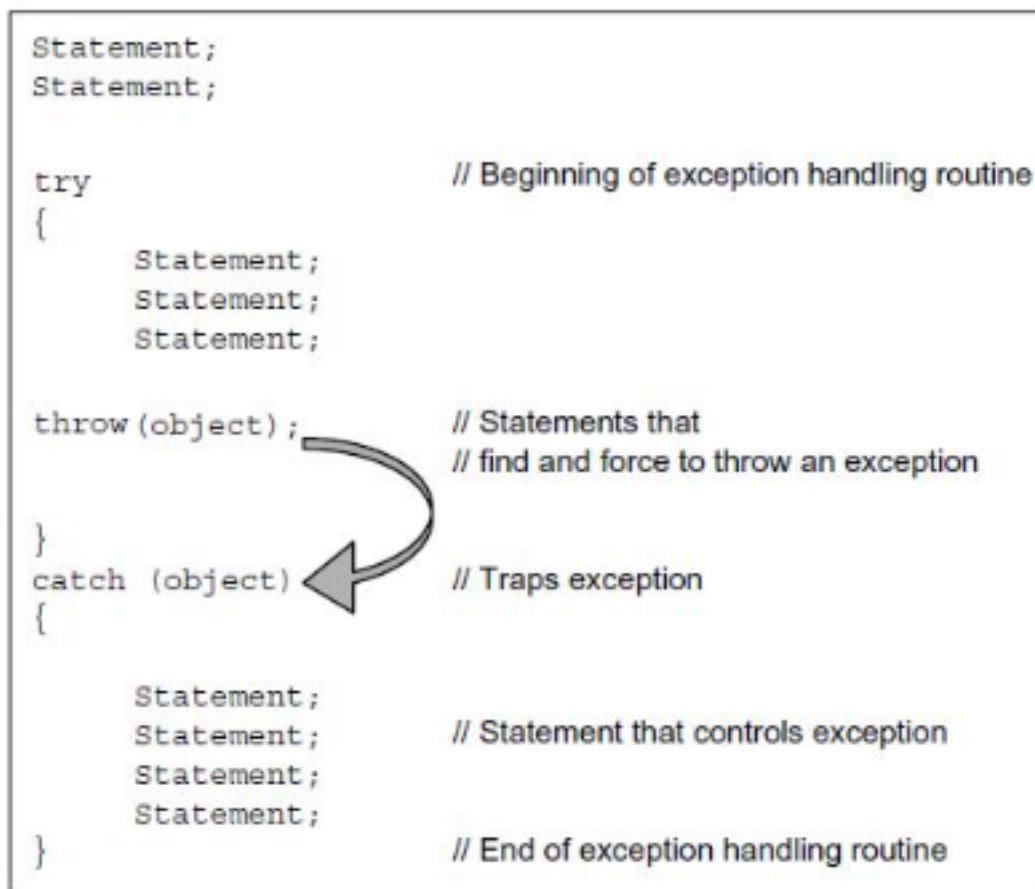 Statement;
Statement;
try // Beginning of exception handling routine
{
Statement;
Statement;
Statement;
throw(object); // Statements that
// find and force to throw an exception
}
catch (object) // Traps exception
{
Statement;
Statement; // Statement that controls exception
Statement;
Statement;
} // End of exception handling routine